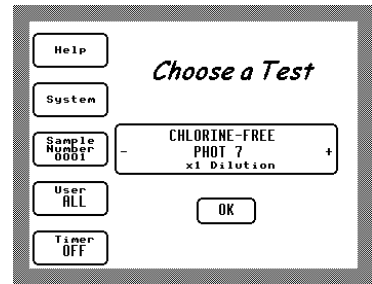 Help
System
Sample
Number
0001
User
ALL
Timer
OFF
Choose a Test
CHLORINE-FREE
- PHOT 7 +
x1 Dilution
OK